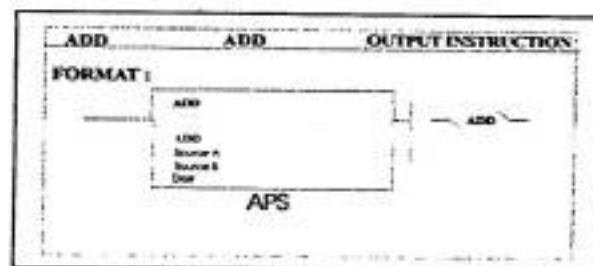 ADD ADD OUTPUT INSTRUCTION
FORMAT :
ADD
ADD
ADD
Source A
Source B
Dest
APS